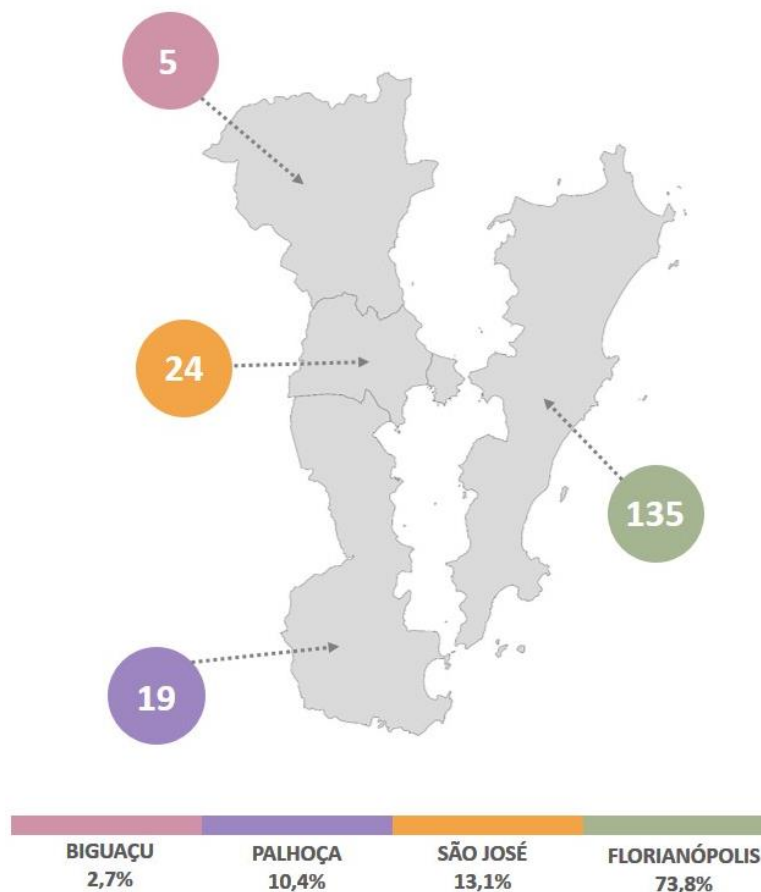 5
24
135
19
BIGUAÇU
2,7%
PALHOÇA
10,4%
SÃO JOSÉ
13,1%
FLORIANÓPOLIS
73,8%